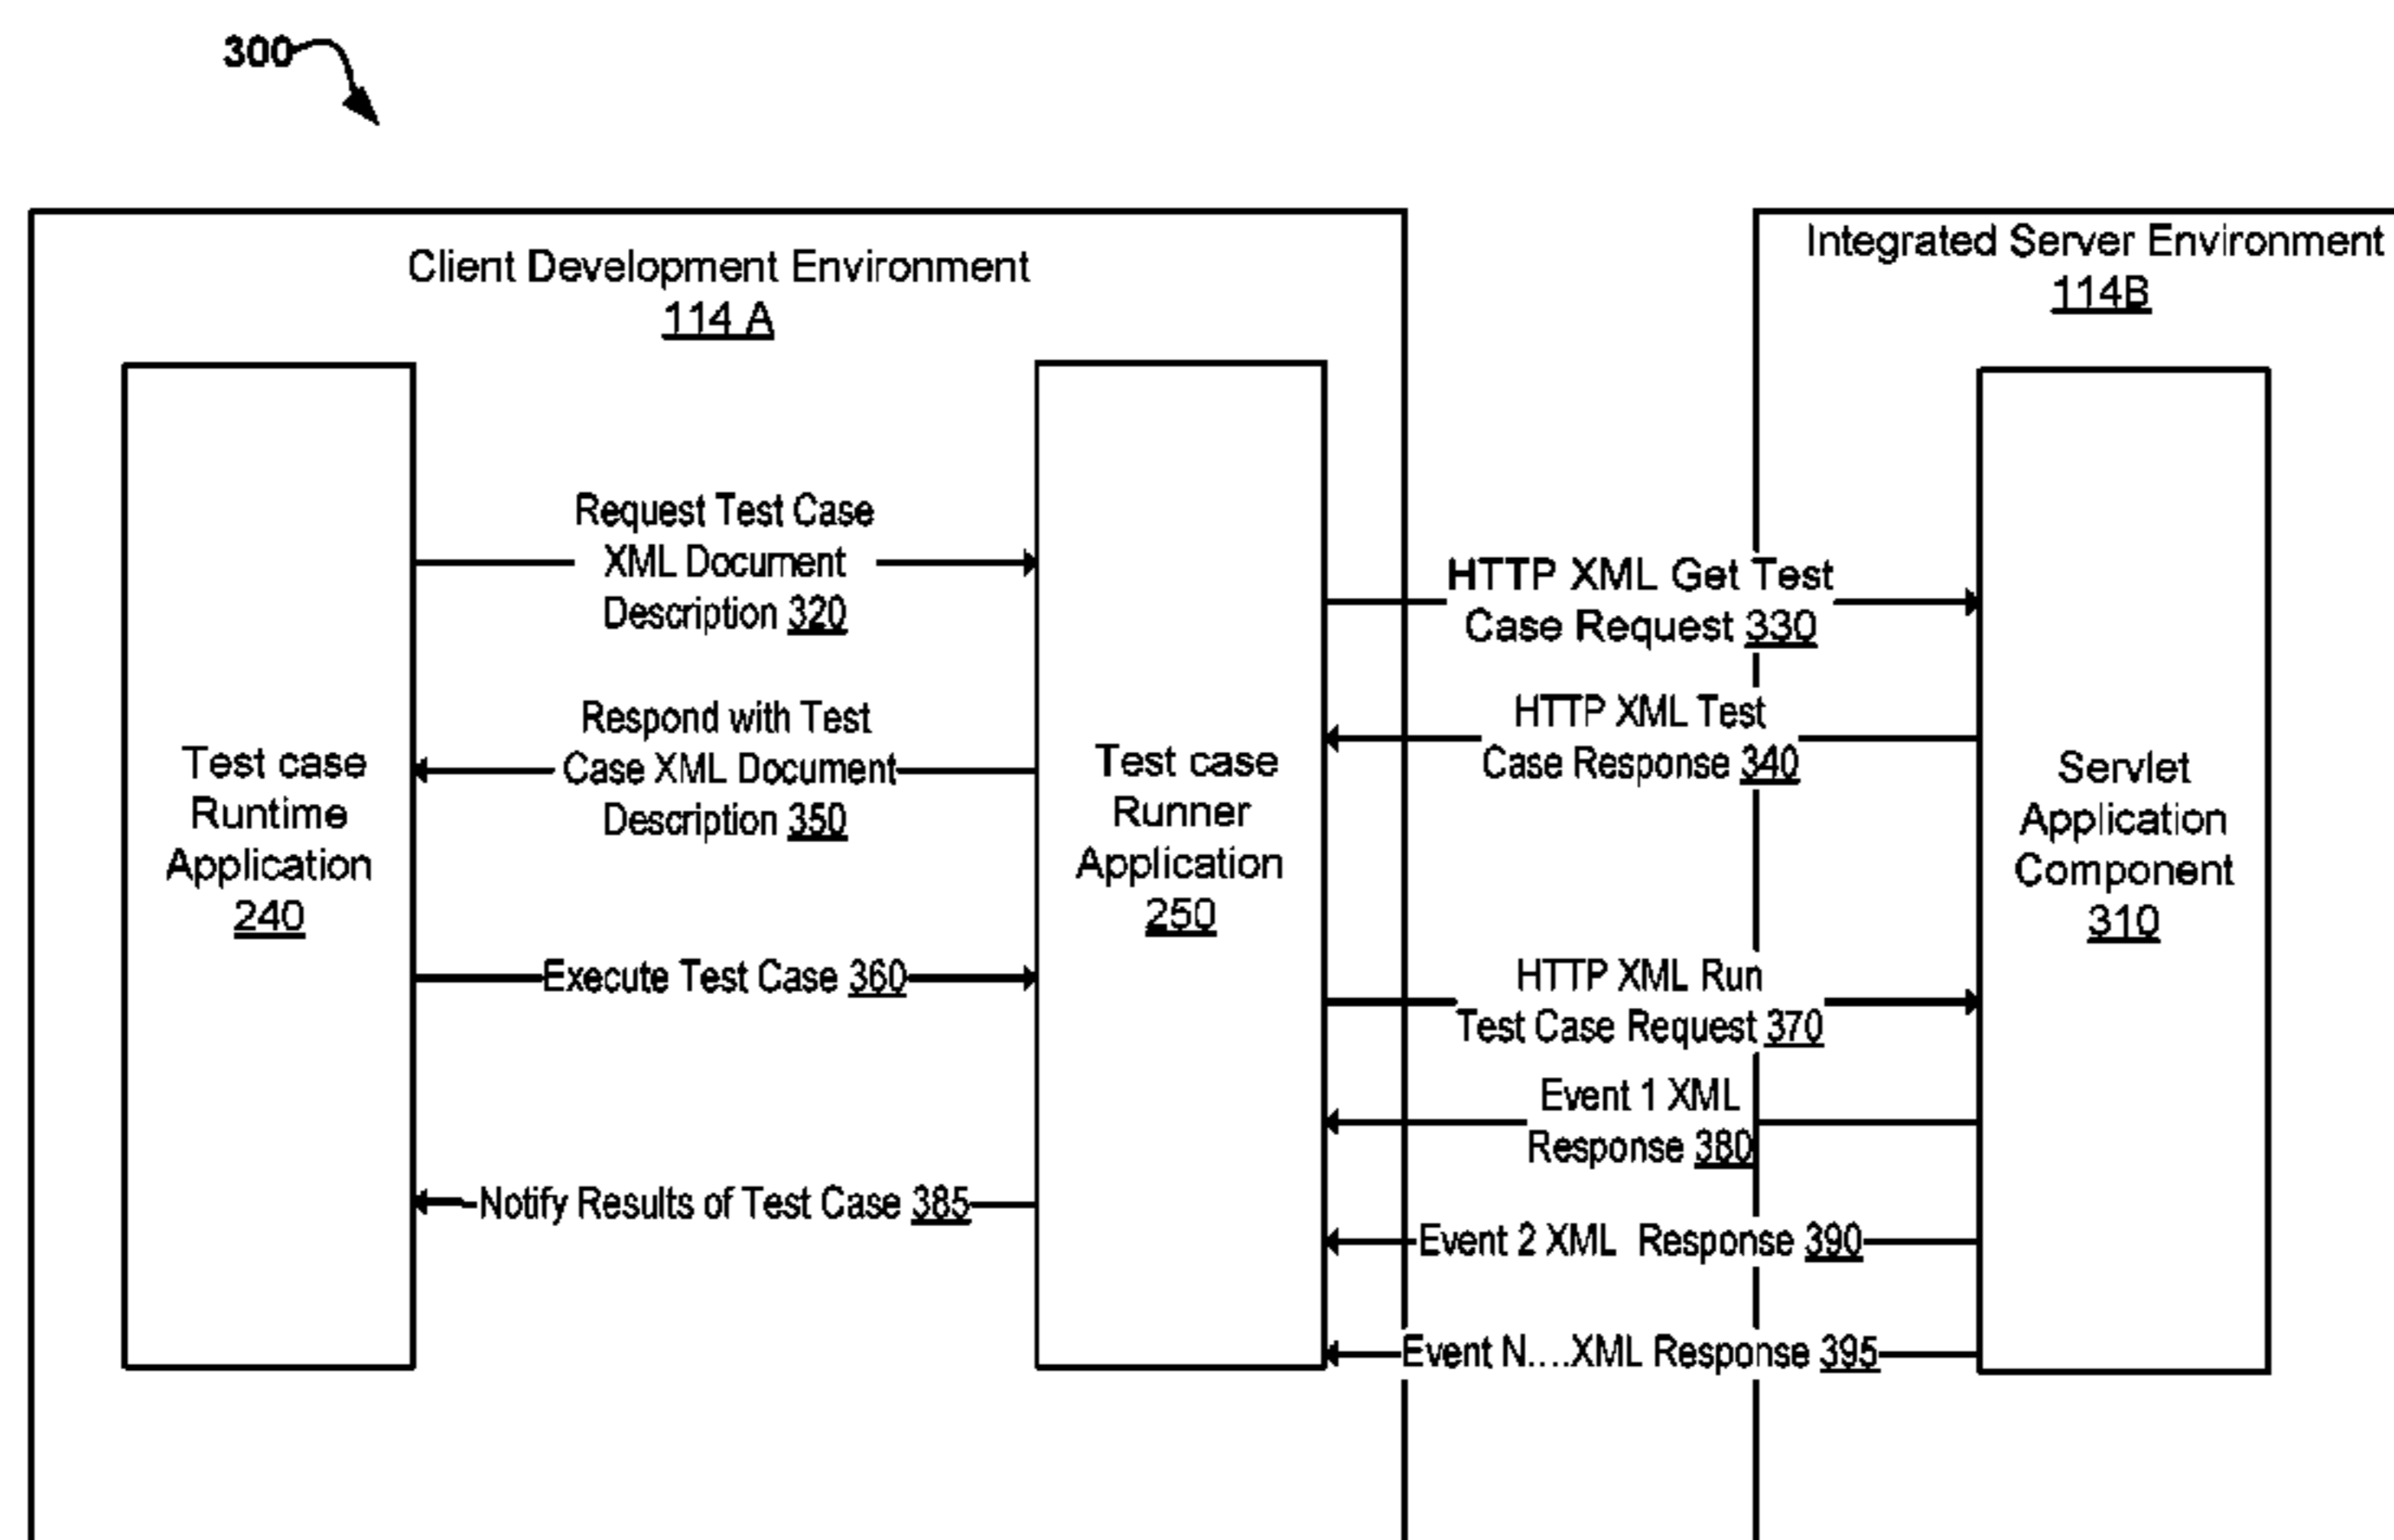 300
Client Development Environment
114 A
Integrated Server Environment
114B
Request Test Case
XML Document
Description 320
HTTP XML Get Test
Case Request 330
Respond with Test
Case XML Document
Description 350
HTTP XML Test
Case Response 340
Test case
Runtime
Application
240
Test case
Runner
Application
250
Servlet
Application
Component
310
Execute Test Case 360
HTTP XML Run
Test Case Request 370
Event 1 XML
Response 380
Notify Results of Test Case 385
Event 2 XML Response 390
Event N....XML Response 395